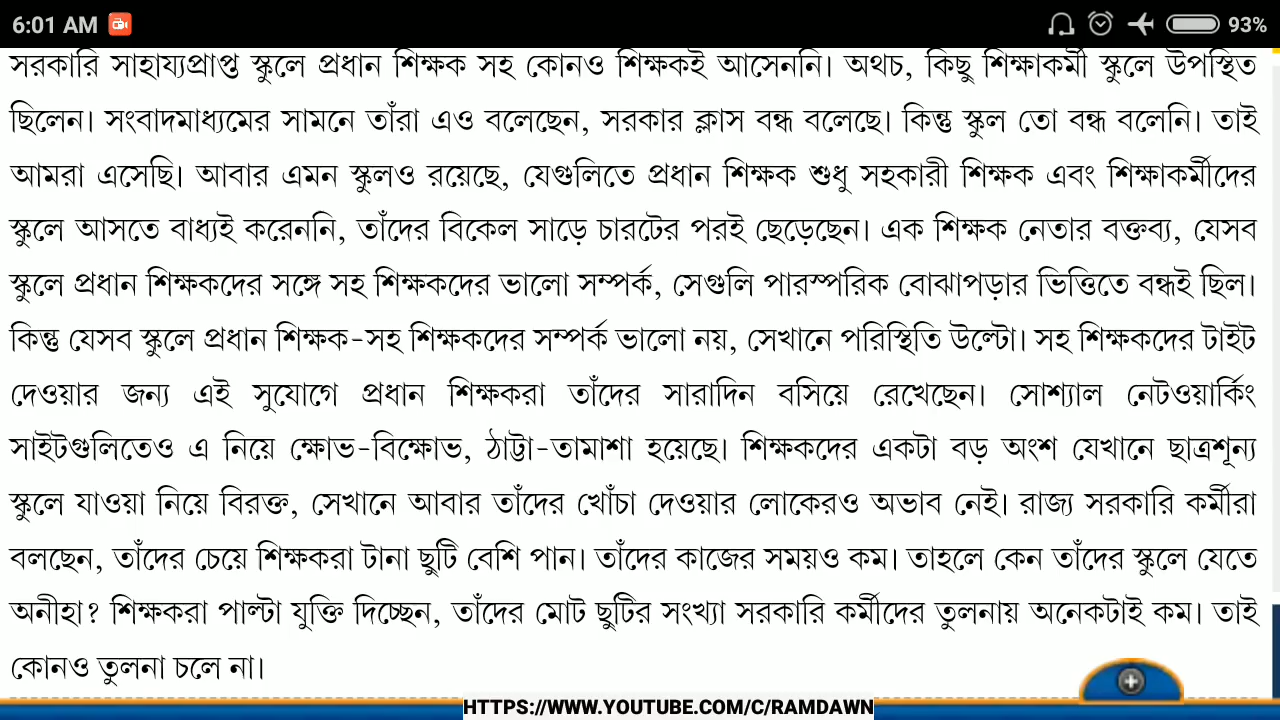 6:01 AM
93%
সরকারি সাহায্যপ্রাপ্ত স্কুলে প্রধান শিক্ষক সহ কোনও শিক্ষকই আসেননি। অথচ, কিছু শিক্ষাকর্মী স্কুলে উপস্থিত
ছিলেন। সংবাদমাধ্যমের সামনে তাঁরা এও বলেছেন, সরকার ক্লাস বন্ধ বলেছে। কিন্তু স্কুল তো বন্ধ বলেনি। তাই
আমরা এসেছি। আবার এমন স্কুলও রয়েছে, যেগুলিতে প্রধান শিক্ষক শুধু সহকারী শিক্ষক এবং শিক্ষাকর্মীদের
স্কুলে আসতে বাধ্যই করেননি, তাঁদের বিকেল সাড়ে চারটের পরই ছেড়েছেন। এক শিক্ষক নেতার বক্তব্য, যেসব
স্কুলে প্রধান শিক্ষকদের সঙ্গে সহ শিক্ষকদের ভালো সম্পর্ক, সেগুলি পারস্পরিক বোঝাপড়ার ভিত্তিতে বন্ধই ছিল।
কিন্তু যেসব স্কুলে প্রধান শিক্ষক-সহ শিক্ষকদের সম্পর্ক ভালো নয়, সেখানে পরিস্থিতি উল্টো। সহ শিক্ষকদের টাইট
দেওয়ার জন্য এই সুযোগে প্রধান শিক্ষকরা তাঁদের সারাদিন বসিয়ে রেখেছেন। সোশ্যাল নেটওয়ার্কিং
সাইটগুলিতেও এ নিয়ে ক্ষোভ-বিক্ষোভ, ঠাট্টা-তামাশা হয়েছে। শিক্ষকদের একটা বড় অংশ যেখানে ছাত্রশূন্য
স্কুলে যাওয়া নিয়ে বিরক্ত, সেখানে আবার তাঁদের খোঁচা দেওয়ার লোকেরও অভাব নেই। রাজ্য সরকারি কর্মীরা
বলছেন, তাঁদের চেয়ে শিক্ষকরা টানা ছুটি বেশি পান। তাঁদের কাজের সময়ও কম। তাহলে কেন তাঁদের স্কুলে যেতে
অনীহা? শিক্ষকরা পাল্টা যুক্তি দিচ্ছেন, তাঁদের মোট ছুটির সংখ্যা সরকারি কর্মীদের তুলনায় অনেকটাই কম। তাই
কোনও তুলনা চলে না।
HTTPS://WWW.YOUTUBE.COM/C/RAMDAWN